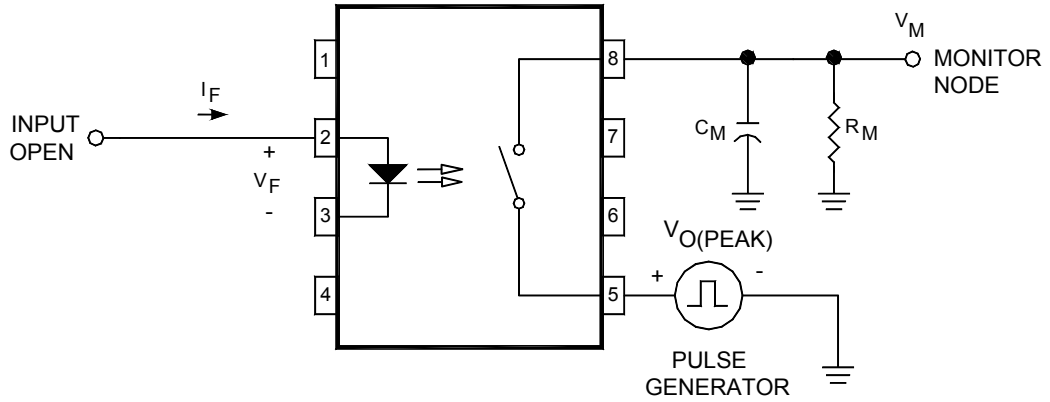 V_M
MONITOR
NODE
1
8
I_F
INPUT
OPEN
2
+
V_F
-
7
C_M
R_M
3
6
V_O(PEAK)
4
5
+
-
PULSE
GENERATOR